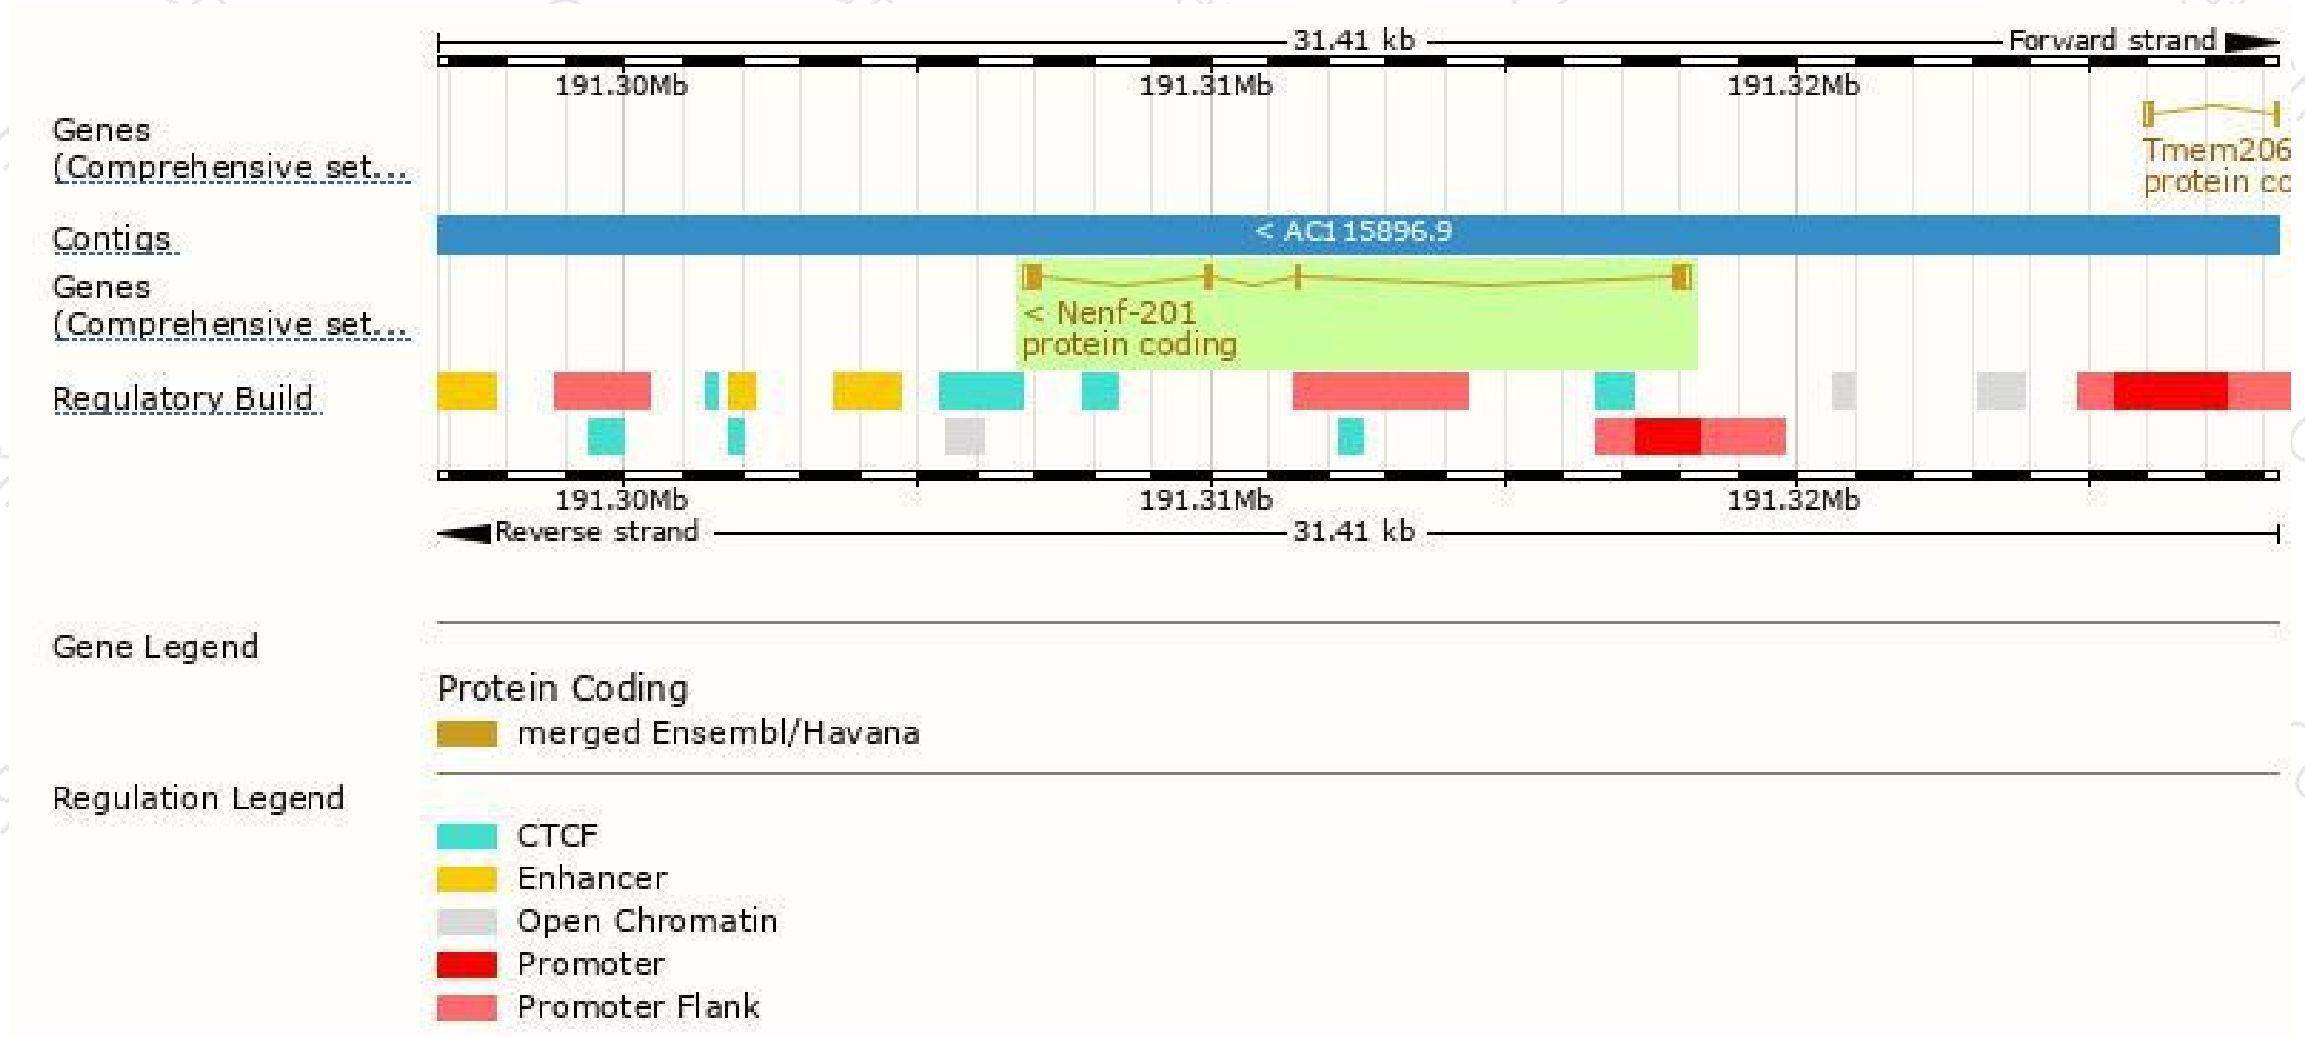 31.41 kb
Forward strand
191.30Mb 191.31Mb 191.32Mb
Genes
(Comprehensive set...
Tmem206
protein cc
Contigs
< AC115896.9
Genes
(Comprehensive set...
< Nenf-201
protein coding
Regulatory Build
191.30Mb 191.31Mb 191.32Mb
Reverse strand
31.41 kb
Gene Legend
Protein Coding
merged Ensembl/Havana
Regulation Legend
CTCF
Enhancer
Open Chromatin
Promoter
Promoter Flank